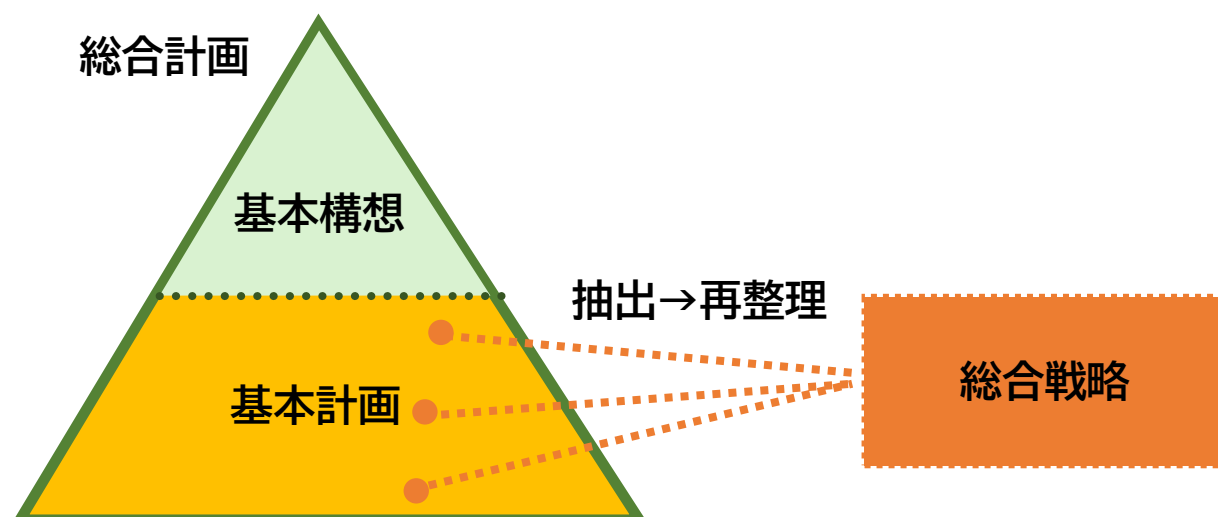 総合計画
基本構想
抽出→再整理
総合戦略
基本計画